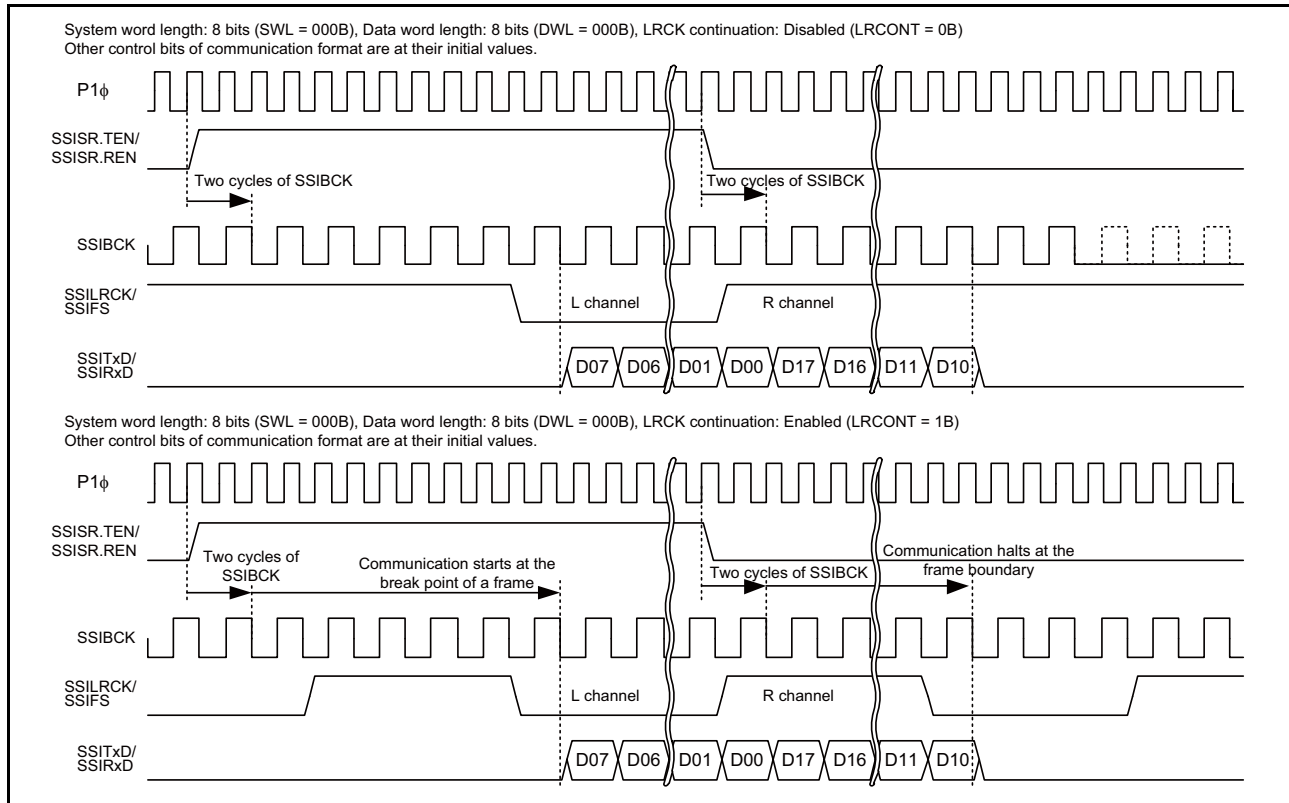 System word length: 8 bits (SWL = 000B), Data word length: 8 bits (DWL = 000B), LRCK continuation: Disabled (LRCONT = 0B)
Other control bits of communication format are at their initial values.
P1ϕ
SSISR.TEN/
SSISR.REN
Two cycles of SSIBCK
Two cycles of SSIBCK
SSIBCK
SSILRCK/
SSIFS
L channel
R channel
SSITxD/
SSIRxD
D07 D06 D01 D00 D17 D16 D11 D10
System word length: 8 bits (SWL = 000B), Data word length: 8 bits (DWL = 000B), LRCK continuation: Enabled (LRCONT = 1B)
Other control bits of communication format are at their initial values.
P1ϕ
SSISR.TEN/
SSISR.REN
Two cycles of
SSIBCK
Communication starts at the
break point of a frame
Two cycles of SSIBCK
Communication halts at the
frame boundary
SSIBCK
SSILRCK/
SSIFS
L channel
R channel
SSITxD/
SSIRxD
D07 D06 D01 D00 D17 D16 D11 D10